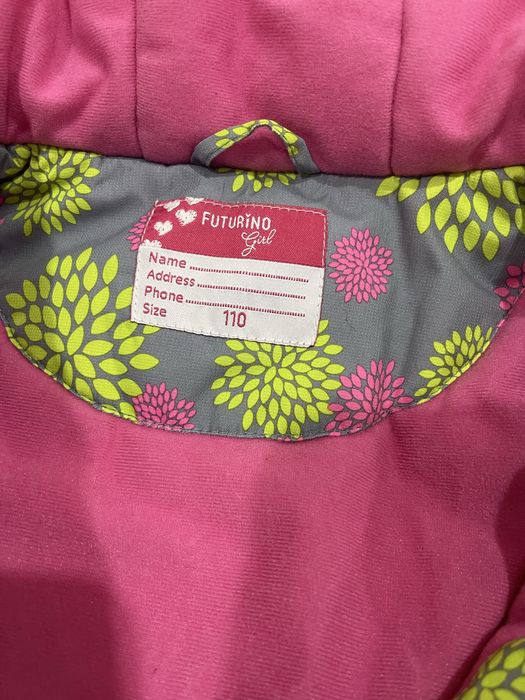 FUTURINO
Girl
Name
Address
Phone
Size 110